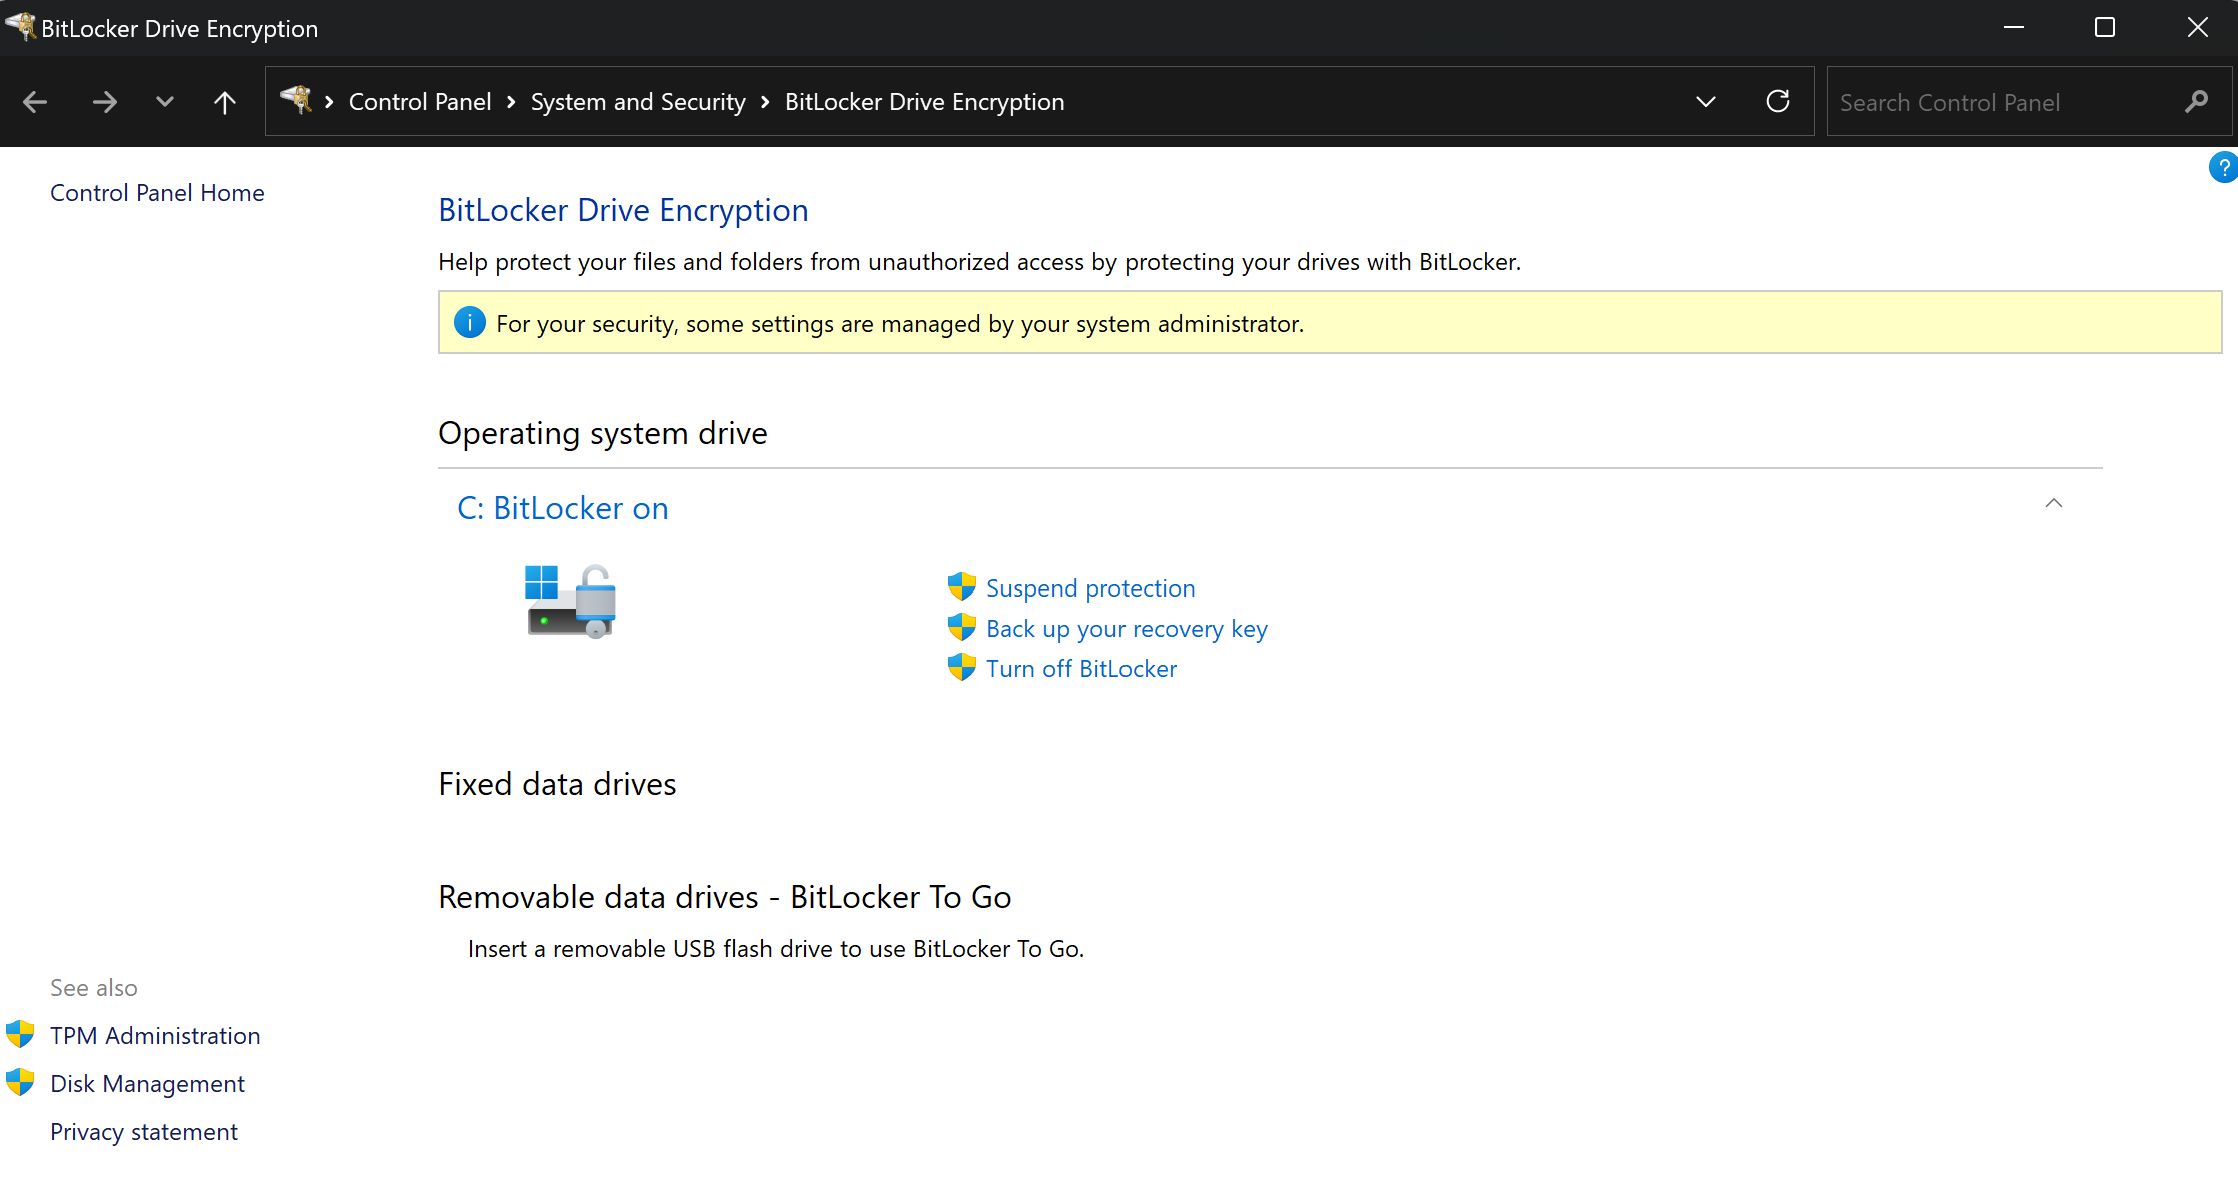 BitLocker Drive Encryption
Control Panel > System and Security > BitLocker Drive Encryption
Search Control Panel
?
Control Panel Home
BitLocker Drive Encryption
Help protect your files and folders from unauthorized access by protecting your drives with BitLocker.
i For your security, some settings are managed by your system administrator.
Operating system drive
C: BitLocker on
Suspend protection
Back up your recovery key
Turn off BitLocker
Fixed data drives
Removable data drives - BitLocker To Go
Insert a removable USB flash drive to use BitLocker To Go.
See also
TPM Administration
Disk Management
Privacy statement